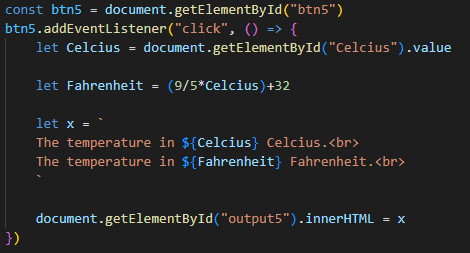 const btn5 = document.getElementById("btn5")
btn5.addEventListener("click", () => {
    let Celcius = document.getElementById("Celcius").value

    let Fahrenheit = (9/5*Celcius)+32

    let x = `
    The temperature in ${Celcius} Celcius.<br>
    The temperature in ${Fahrenheit} Fahrenheit.<br>
    `

    document.getElementById("output5").innerHTML = x
})